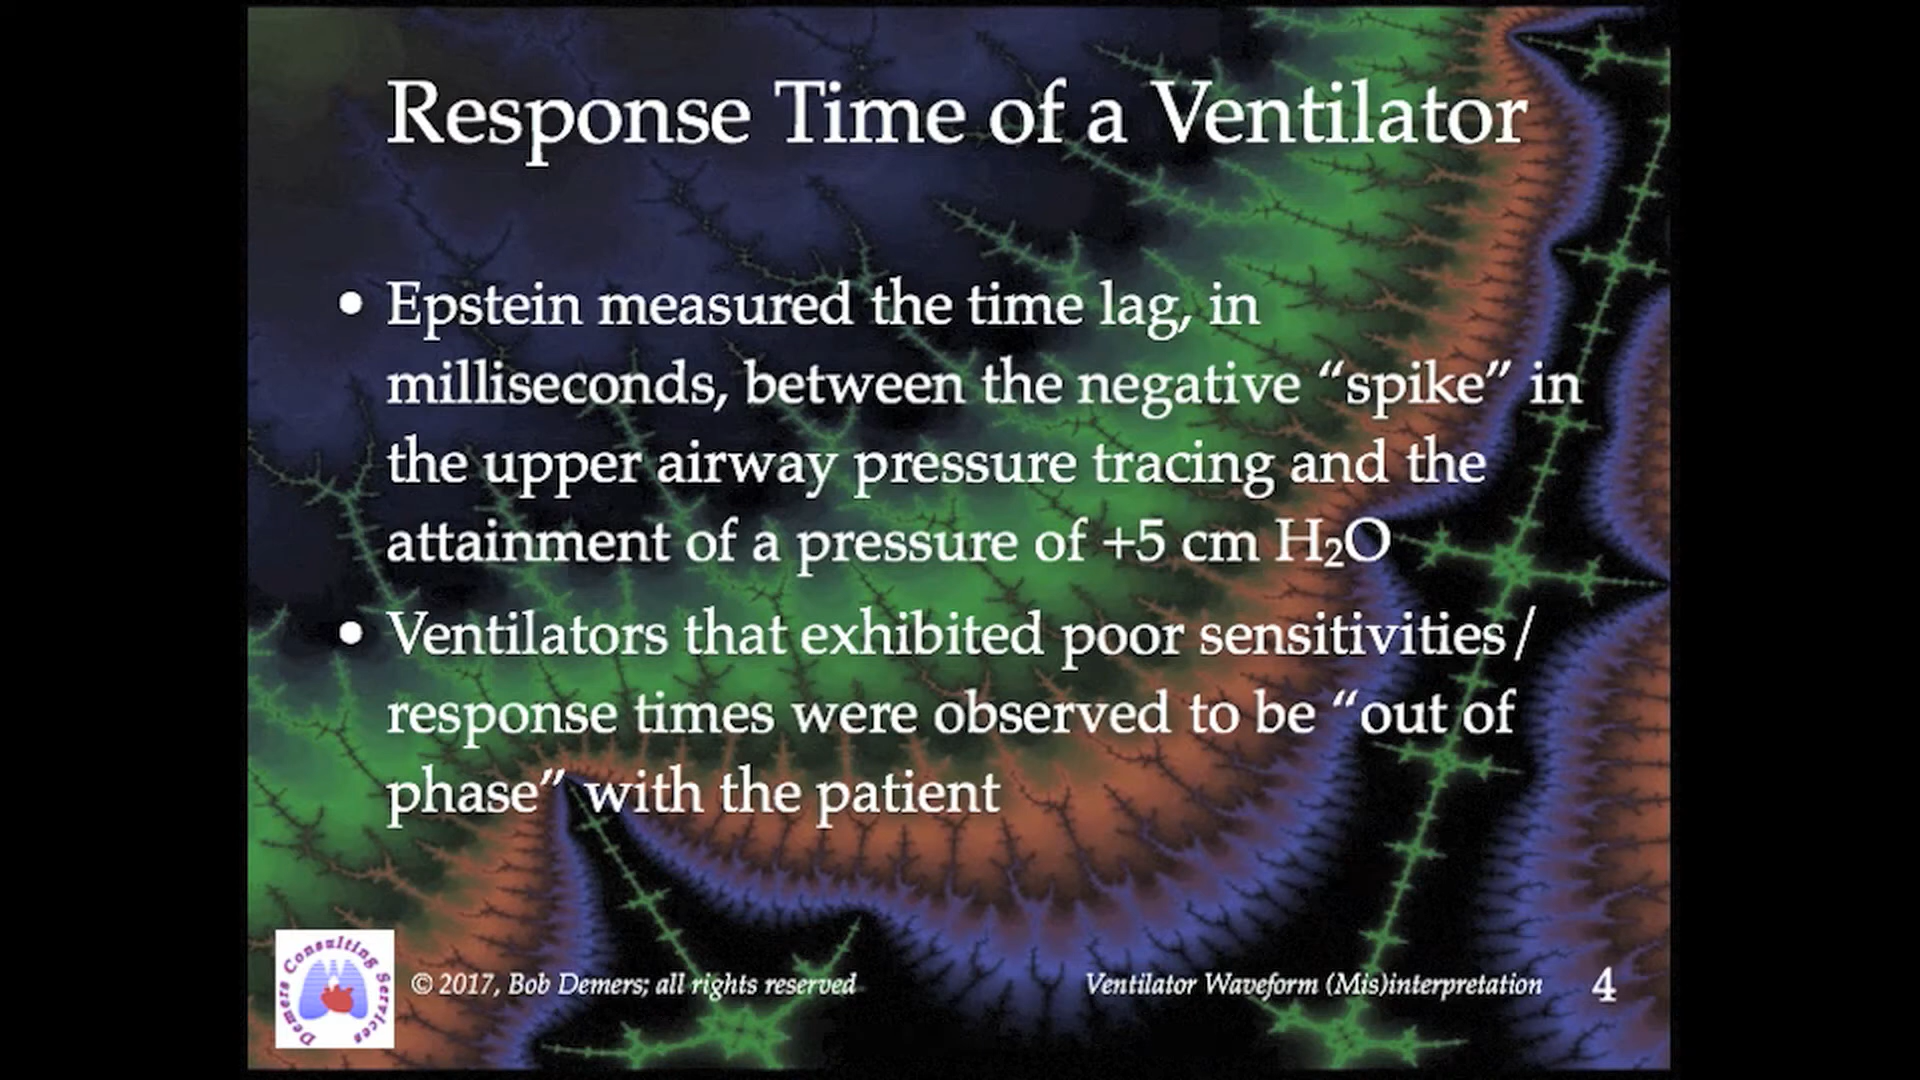 Response Time of a Ventilator
• Epstein measured the time lag, in
milliseconds, between the negative “spike” in
the upper airway pressure tracing and the
attainment of a pressure of +5 cm H₂O
• Ventilators that exhibited poor sensitivities/
response times were observed to be “out of
phase” with the patient
Demers Consulting Services
© 2017, Bob Demers; all rights reserved
Ventilator Waveform (Mis)interpretation
4